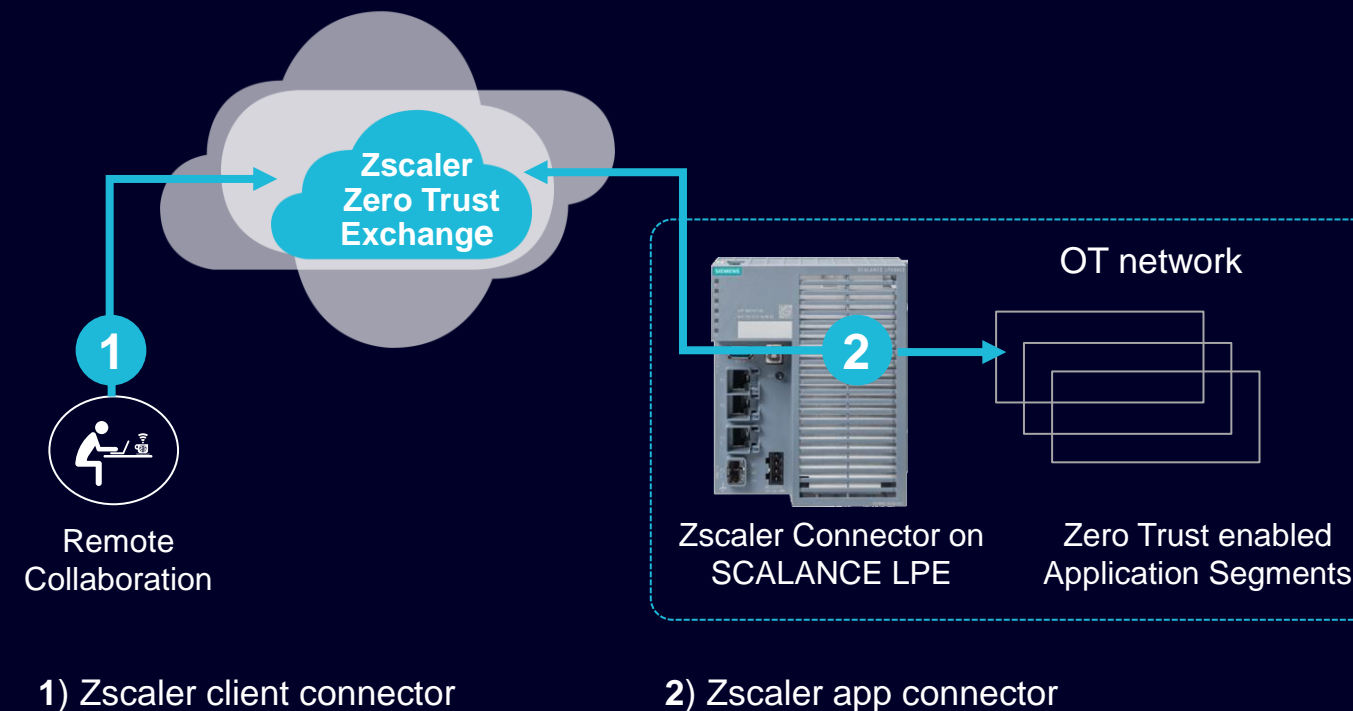 Zscaler
Zero Trust
Exchange
OT network
SIEMENS
1
2
Remote
Collaboration
Zscaler Connector on
SCALANCE LPE
Zero Trust enabled
Application Segments
1) Zscaler client connector
2) Zscaler app connector